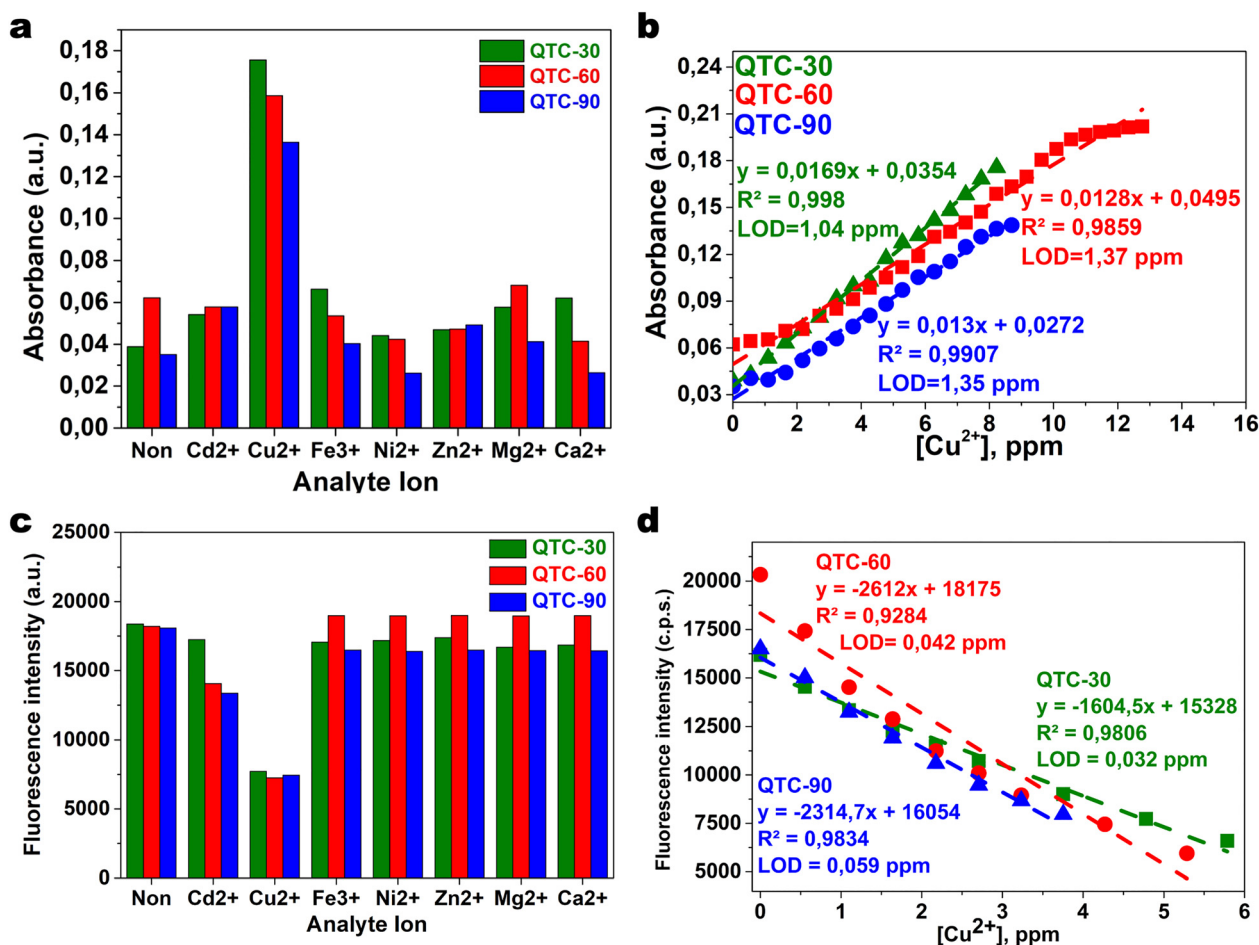 a
0,18
0,16
0,14
0,12
0,10
0,08
0,06
0,04
0,02
0,00
Absorbance (a.u.)
QTC-30
QTC-60
QTC-90
Non Cd2+ Cu2+ Fe3+ Ni2+ Zn2+ Mg2+ Ca2+
Analyte Ion
b
0,24
0,21
0,18
0,15
0,12
0,09
0,06
0,03
Absorbance (a.u.)
QTC-30
QTC-60
QTC-90
y = 0,0169x + 0,0354
R² = 0,998
LOD=1,04 ppm
y = 0,0128x + 0,0495
R² = 0,9859
LOD=1,37 ppm
y = 0,013x + 0,0272
R² = 0,9907
LOD=1,35 ppm
0 2 4 6 8 10 12 14 16
[Cu²⁺], ppm
c
25000
20000
15000
10000
5000
0
Fluorescence intensity (a.u.)
QTC-30
QTC-60
QTC-90
Non Cd2+ Cu2+ Fe3+ Ni2+ Zn2+ Mg2+ Ca2+
Analyte Ion
d
20000
17500
15000
12500
10000
7500
5000
Fluorescence intensity (c.p.s.)
QTC-60
y = -2612x + 18175
R² = 0,9284
LOD= 0,042 ppm
QTC-30
y = -1604,5x + 15328
R² = 0,9806
LOD = 0,032 ppm
QTC-90
y = -2314,7x + 16054
R² = 0,9834
LOD = 0,059 ppm
0 1 2 3 4 5 6
[Cu²⁺], ppm